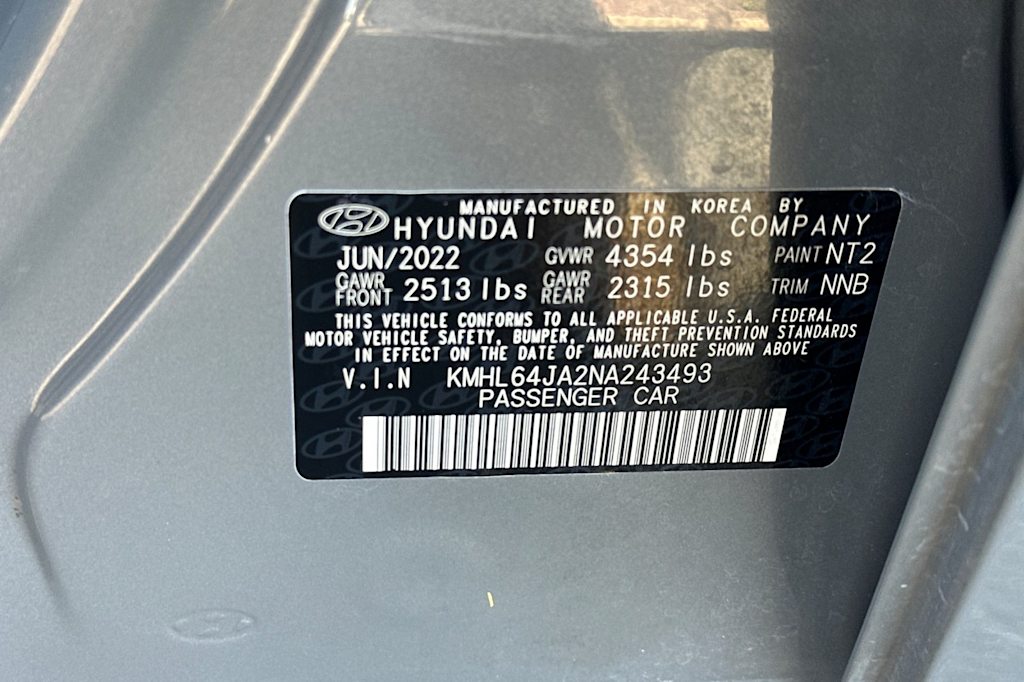 MANUFACTURED IN KOREA BY
HYUNDAI MOTOR COMPANY
JUN/2022 GVWR 4354 lbs PAINT NT2
GAWR FRONT 2513 lbs GAWR REAR 2315 lbs TRIM NNB
THIS VEHICLE CONFORMS TO ALL APPLICABLE U.S.A. FEDERAL
MOTOR VEHICLE SAFETY, BUMPER, AND THEFT PREVENTION STANDARDS
IN EFFECT ON THE DATE OF MANUFACTURE SHOWN ABOVE
V.I.N KMHL64JA2NA243493
PASSENGER CAR